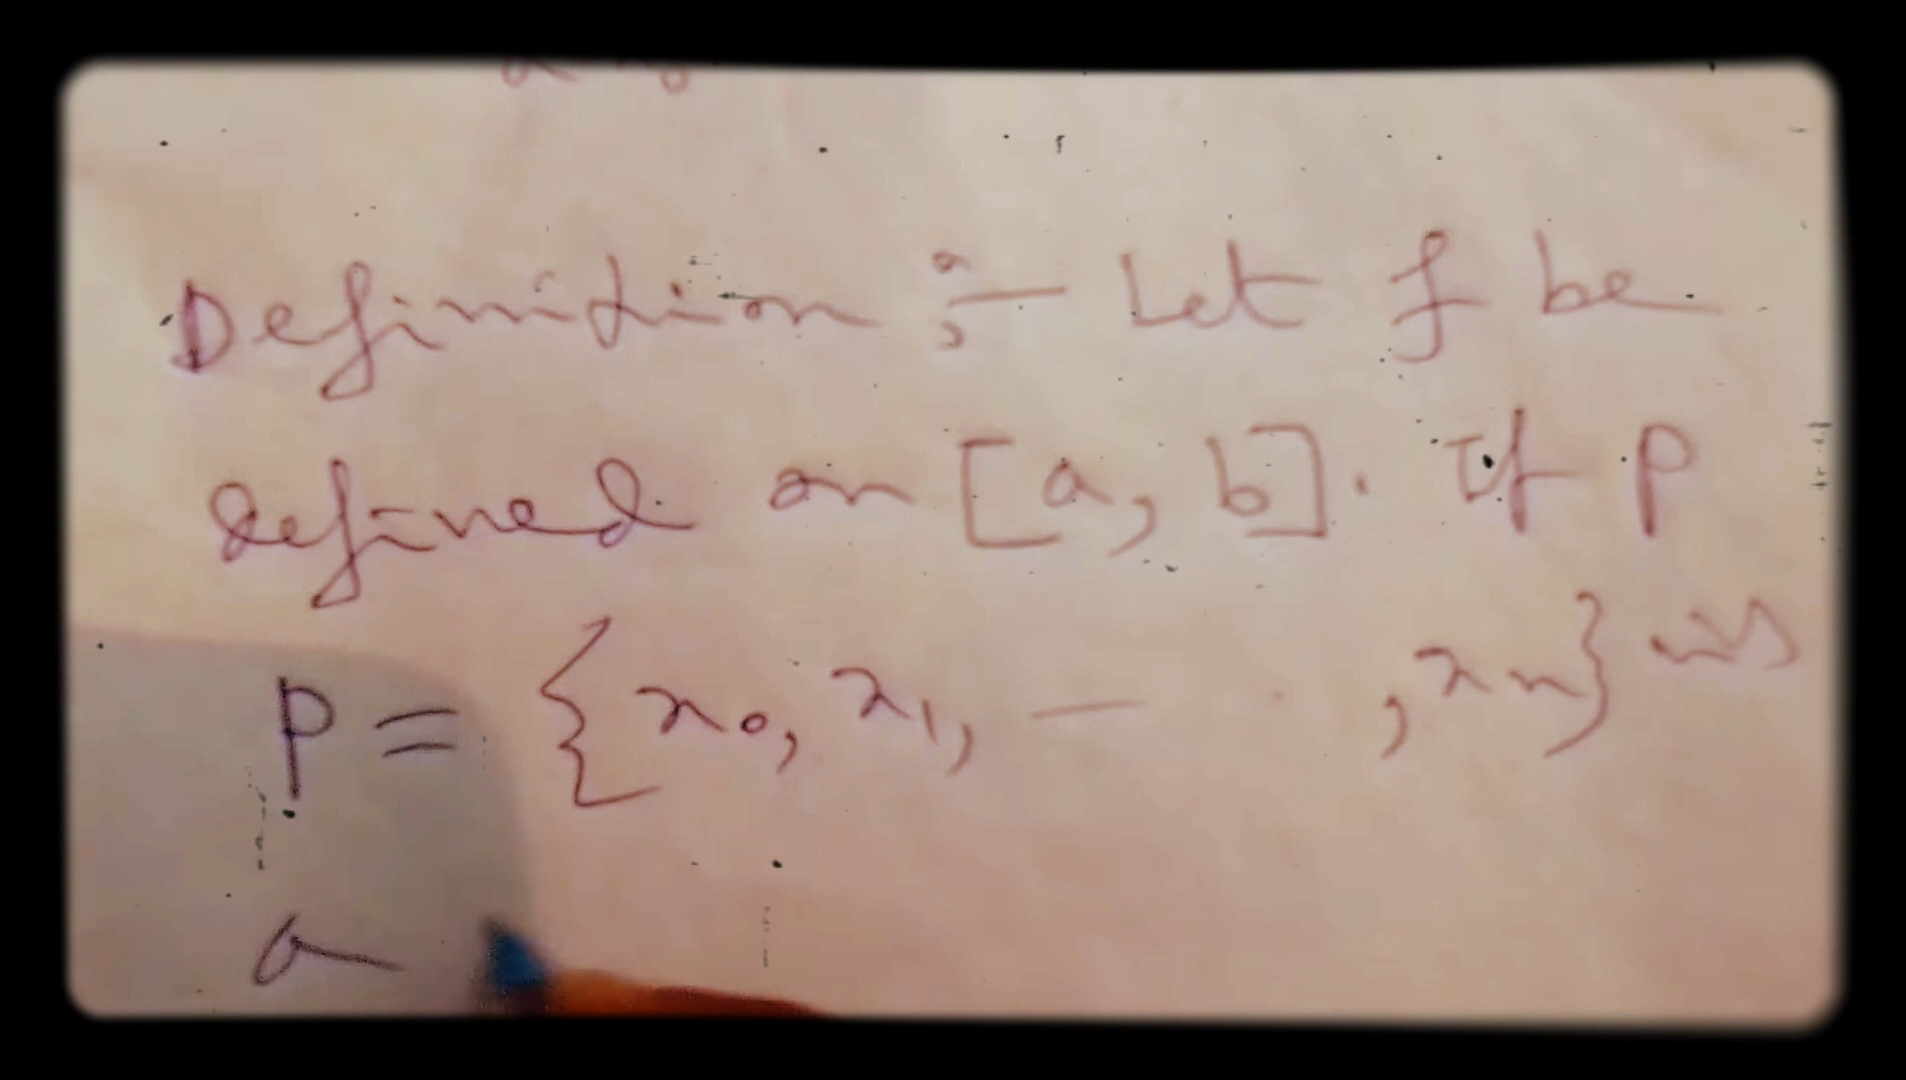 Definition :- Let f be
defined on [a, b]. If P
P = {x0, x1, — - , xn} is
a